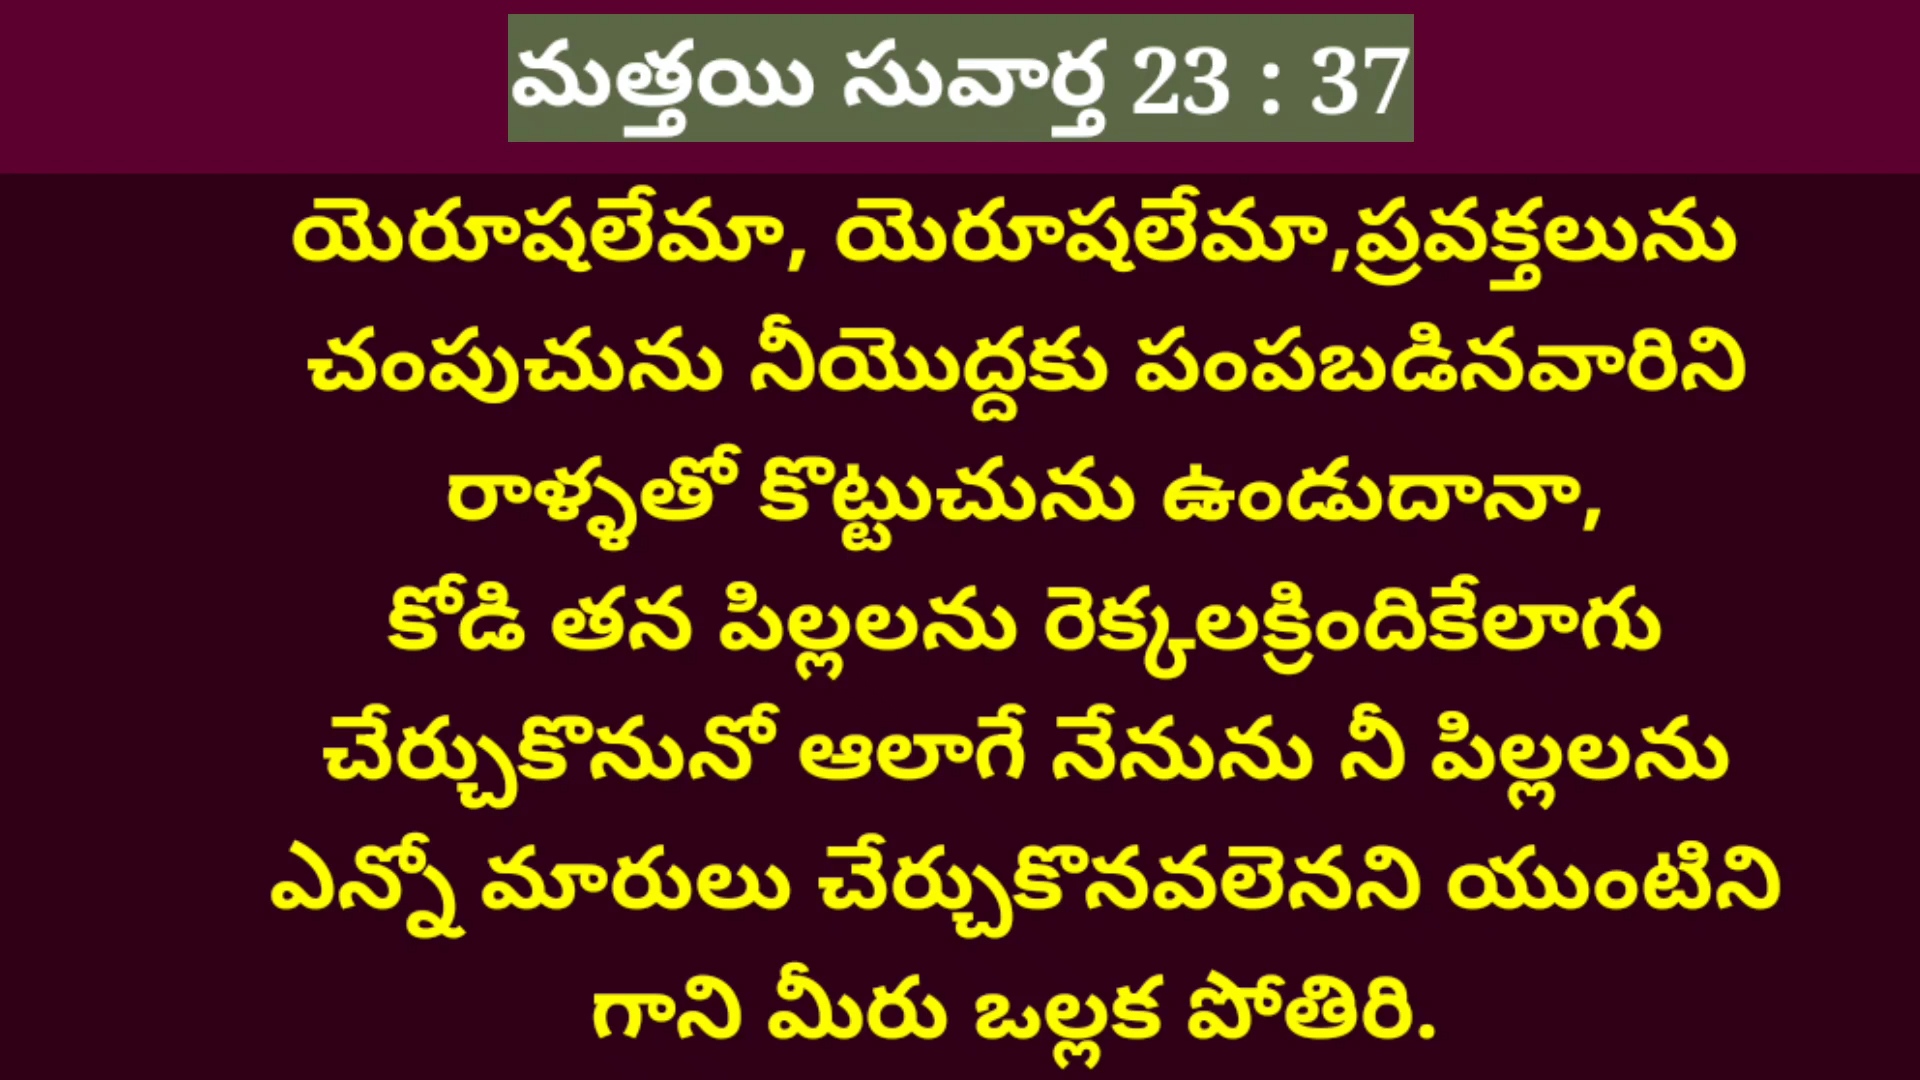 మత్తయి సువార్త 23 : 37
యెరూషలేమా, యెరూషలేమా,ప్రవక్తలును
చంపుచును నీయొద్దకు పంపబడినవారిని
రాళ్ళతో కొట్టుచును ఉండుదానా,
కోడి తన పిల్లలను రెక్కలక్రిందికేలాగు
చేర్చుకొనునో ఆలాగే నేనును నీ పిల్లలను
ఎన్నో మారులు చేర్చుకొనవలెనని యుంటిని
గాని మీరు ఒల్లక పోతిరి.